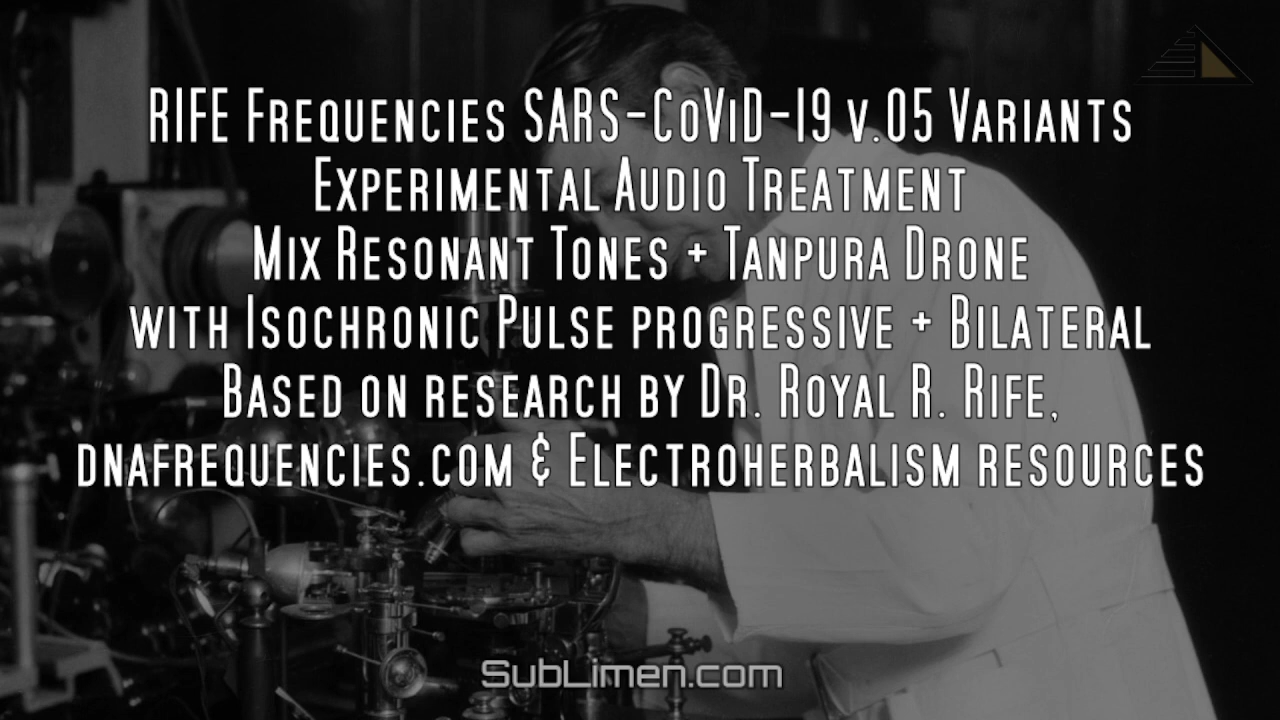 RIFE Frequencies SARS-CoViD-19 v.05 Variants
Experimental Audio Treatment
Mix Resonant Tones + Tanpura Drone
with Isochronic Pulse progressive + Bilateral
Based on research by Dr. Royal R. Rife,
dnafrequencies.com & Electroherbalism resources
SubLimen.com